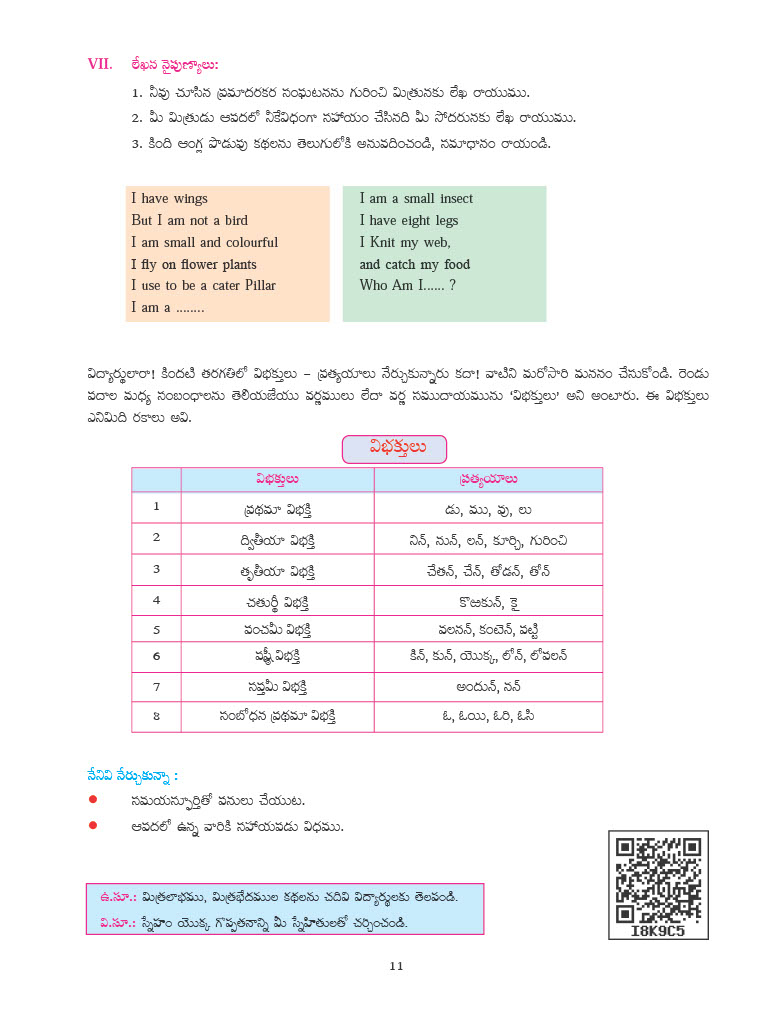 VII. లేఖన నైపుణ్యాలు:
1. నీవు చూసిన ప్రమాదకర సంఘటనను గురించి మిత్రునకు లేఖ రాయుము.
2. మీ మిత్రుడు ఆపదలో నీకేవిధంగా సహాయం చేసినది మీ సోదరునకు లేఖ రాయుము.
3. కింది ఆంగ్ల పొడుపు కథలను తెలుగులోకి అనువదించండి, సమాధానం రాయండి.
I have wings
But I am not a bird
I am small and colourful
I fly on flower plants
I use to be a cater Pillar
I am a ........
I am a small insect
I have eight legs
I Knit my web,
and catch my food
Who Am I...... ?
విద్యార్థులారా! కిందటి తరగతిలో విభక్తులు – ప్రత్యయాలు నేర్చుకున్నారు కదా! వాటిని మరోసారి మననం చేసుకోండి. రెండు
పదాల మధ్య సంబంధాలను తెలియజేయు వర్ణములు లేదా వర్ణ సముదాయమును 'విభక్తులు' అని అంటారు. ఈ విభక్తులు
ఎనిమిది రకాలు అవి.
విభక్తులు
విభక్తులు ప్రత్యయాలు
1 ప్రథమా విభక్తి డు, ము, వు, లు
2 ద్వితీయా విభక్తి నిన్, నున్, లన్, కూర్చి, గురించి
3 తృతీయా విభక్తి చేతన్, చేన్, తోడన్, తోన్
4 చతుర్థీ విభక్తి కొఱకున్, కై
5 పంచమీ విభక్తి వలనన్, కంటెన్, పట్టి
6 షష్ఠీ విభక్తి కిన్, కున్, యొక్క, లోన్, లోపలన్
7 సప్తమీ విభక్తి అందున్, నన్
8 సంబోధన ప్రథమా విభక్తి ఓ, ఓయి, ఓరి, ఓసి
నేనివి నేర్చుకున్నా :
● సమయస్ఫూర్తితో పనులు చేయుట.
● ఆపదలో ఉన్న వారికి సహాయపడు విధము.
ఉ.సూ.: మిత్రలాభము, మిత్రభేదముల కథలను చదివి విద్యార్థులకు తెలపండి.
వి.సూ.: స్నేహం యొక్క గొప్పతనాన్ని మీ స్నేహితులతో చర్చించండి.
I8K9C5
11